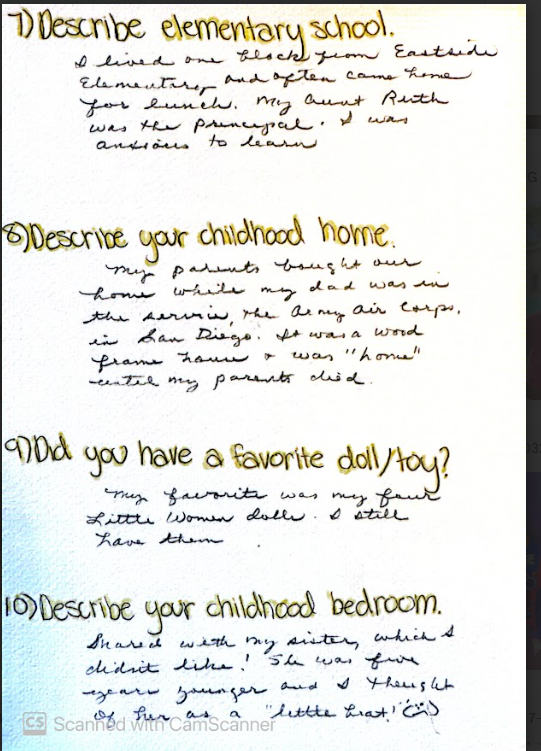 7) Describe elementary school.
I lived one block from Eastside
Elementary and often came home
for lunch. My Aunt Ruth
was the Principal. I was
anxious to learn
8) Describe your childhood home.
My parents bought our
home while my dad was in
the service, the Army Air Corps,
in San Diego. It was a wood
frame house & was "home"
until my parents died.
9) Did you have a favorite doll/toy?
My favorite was my four
Little Women dolls. I still
have them.
10) Describe your childhood bedroom.
Shared with my sister, which I
didn't like! She was five
years younger and I thought
of her as a "little brat!"
CS Scanned with CamScanner